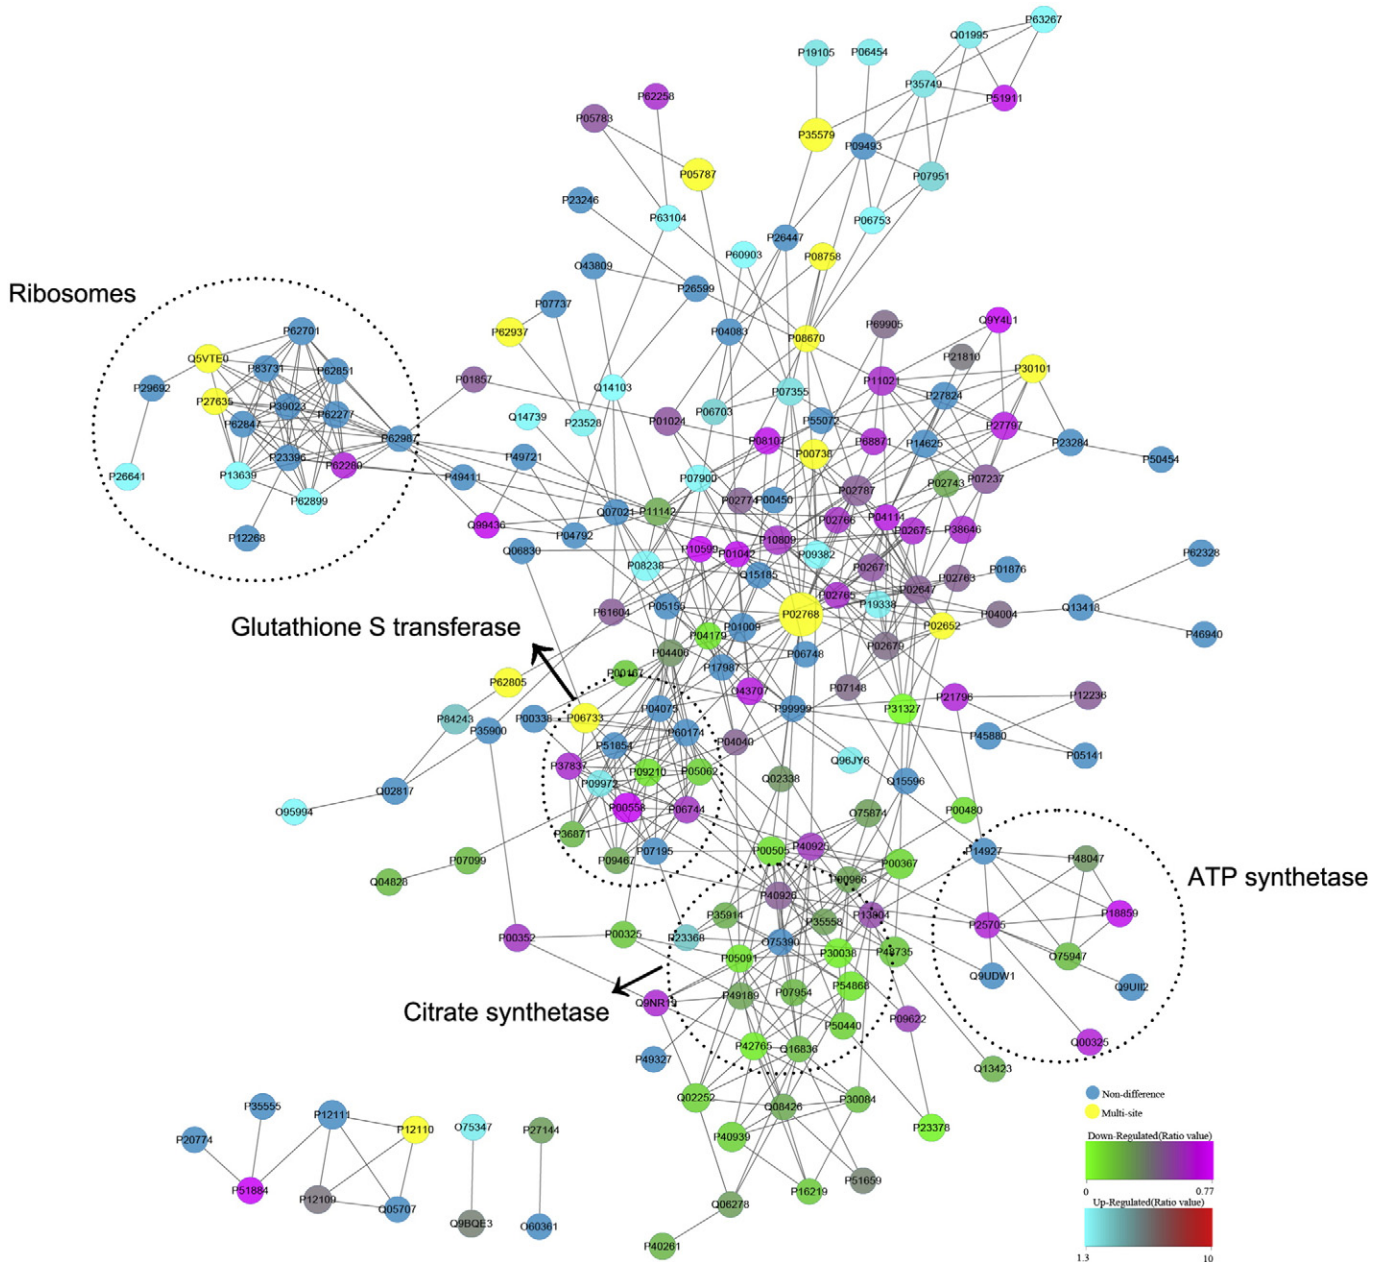 P63267
Q01995
P19105
P06454
P35749
P62258
P51911
P05783
P35579
P09493
P05787
P07951
P23246
P63104
P06753
P26447
P60903
P08758
O43809
P26599
Ribosomes
P07737
P62937
P04083
P08670
P69905
Q9Y4L1
P62701
Q5VTE0
P83731
P62851
P21810
P30101
P29692
P01857
Q14103
P07355
P11021
P27824
P27635
P39023
P62277
P62847
P62987
Q14739
P23528
P01024
P06703
P55072
P08107
P68871
P14625
P27797
P23284
P23396
P62280
P49721
P00738
P50454
P26641
P13639
P49411
P07900
P02743
P07237
P62899
P02774
P00450
P02787
Q99436
Q07021
P11142
P02766
P04114
P02675
P38646
P12268
P04792
P10809
Q06830
P10599
P01042
P09382
P62328
P08238
Q15185
P02671
P02763
P01876
P02647
P02765
P19338
P61604
P05155
P02768
P04004
Q13418
Glutathione S transferase
P04179
P01009
P02652
P46940
P04406
P06748
P02679
P00167
P17987
P62805
O43707
P07148
P21796
P12236
P84243
P00338
P06733
P04075
P99999
P31327
P35900
P60174
P45880
P51854
P04040
P05141
P37837
P09210
P05062
Q96JY6
P09972
Q02338
Q15596
Q02817
O95994
P00558
P06744
O75874
P00480
P36871
P07099
P09467
P07195
P00505
P40925
P00367
P14927
P48047
Q04828
P00966
ATP synthetase
P40926
P35914
P35558
P13804
P25705
P18859
P00352
P00325
P23368
O75390
P05091
P30038
P48735
O75947
Q9UDW1
Q9UII2
P49189
P07954
P54868
Citrate synthetase
P50440
P09622
P42765
Q16836
Q00325
P49327
Q13423
Q02252
Q08426
P30084
Non-difference
Multi-site
P35555
P12111
P12110
O75347
P27144
P20774
P40939
P23378
Down-Regulated(Ratio value)
0 0.77
P51884
P12109
Q05707
Q9BQE3
O60361
P51659
P16219
Q06278
P40261
Up-Regulated(Ratio value)
1.3 10